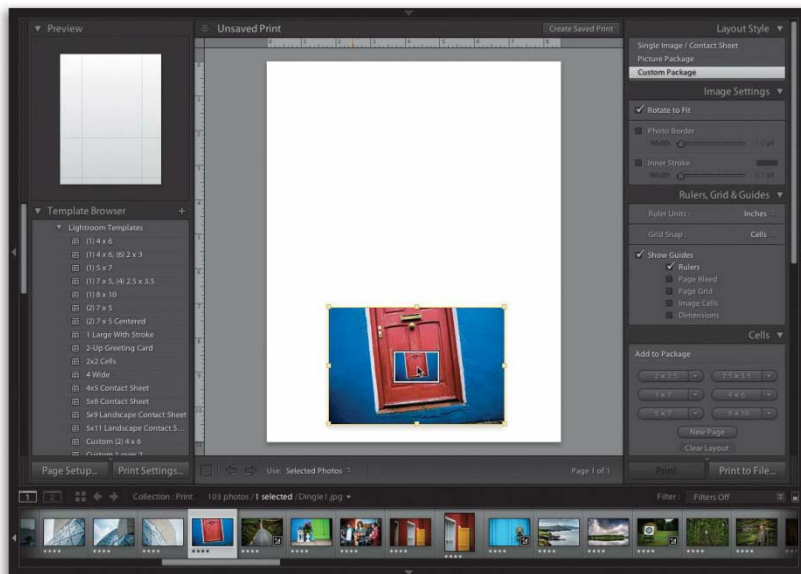 Preview
Unsaved Print
Create Saved Print
Layout Style
Single Image / Contact Sheet
Picture Package
Custom Package
Image Settings
Rotate to Fit
Photo Border
Width
Inner Stroke
Width
Rulers, Grid & Guides
Ruler Units: Inches
Grid Snap: Cells
Show Guides
Rulers
Page Bleed
Page Grid
Image Cells
Dimensions
Cells
Add to Package
2 x 2.5
2.5 x 3.5
3 x 7
4 x 6
5 x 7
8 x 10
New Page
Clear Layout
Template Browser
Lightroom Templates
(1) 4 x 6
(1) 4 x 6, (6) 2 x 3
(1) 5 x 7
(1) 7 x 5, (4) 2.5 x 3.5
(1) 8 x 10
(2) 7 x 5
(2) 7 x 5 Centered
1 Large With Stroke
2-Up Greeting Card
2x2 Cells
4 Wide
4x5 Contact Sheet
5x8 Contact Sheet
5x9 Landscape Contact Sheet
5x11 Landscape Contact S...
Custom (2) 4 x 6
Page Setup...
Print Settings...
Use: Selected Photos
Page 1 of 1
Print
Print to File...
1
2
Collection : Print
103 photos / 1 selected / Dingle1.jpg
Filter :
Filters Off